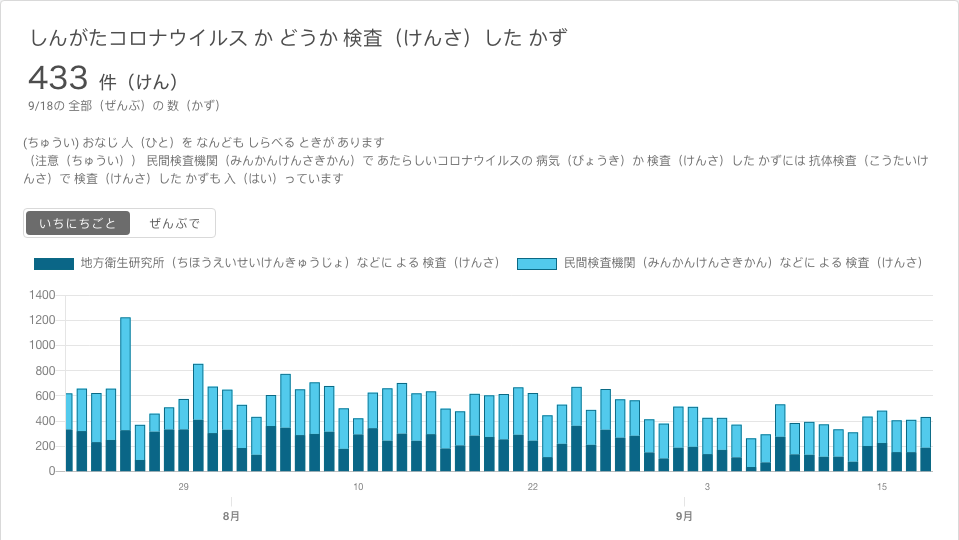 しんがたコロナウイルス か どうか 検査（けんさ）した かず
433 件（けん）
9/18の 全部（ぜんぶ）の 数（かず）
(ちゅうい) おなじ 人（ひと）を なんども しらべる ときが あります
（注意（ちゅうい）） 民間検査機関（みんかんけんさきかん）で あたらしいコロナウイルスの 病気（びょうき）か 検査（けんさ）した かずには 抗体検査（こうたいけ
んさ）で 検査（けんさ）した かずも 入（はい）っています
いちにちごと ぜんぶで
地方衛生研究所（ちほうえいせいけんきゅうじょ）などに よる 検査（けんさ） 民間検査機関（みんかんけんさきかん）などに よる 検査（けんさ）
1400
1200
1000
800
600
400
200
0
29 10 22 3 15
8月 9月